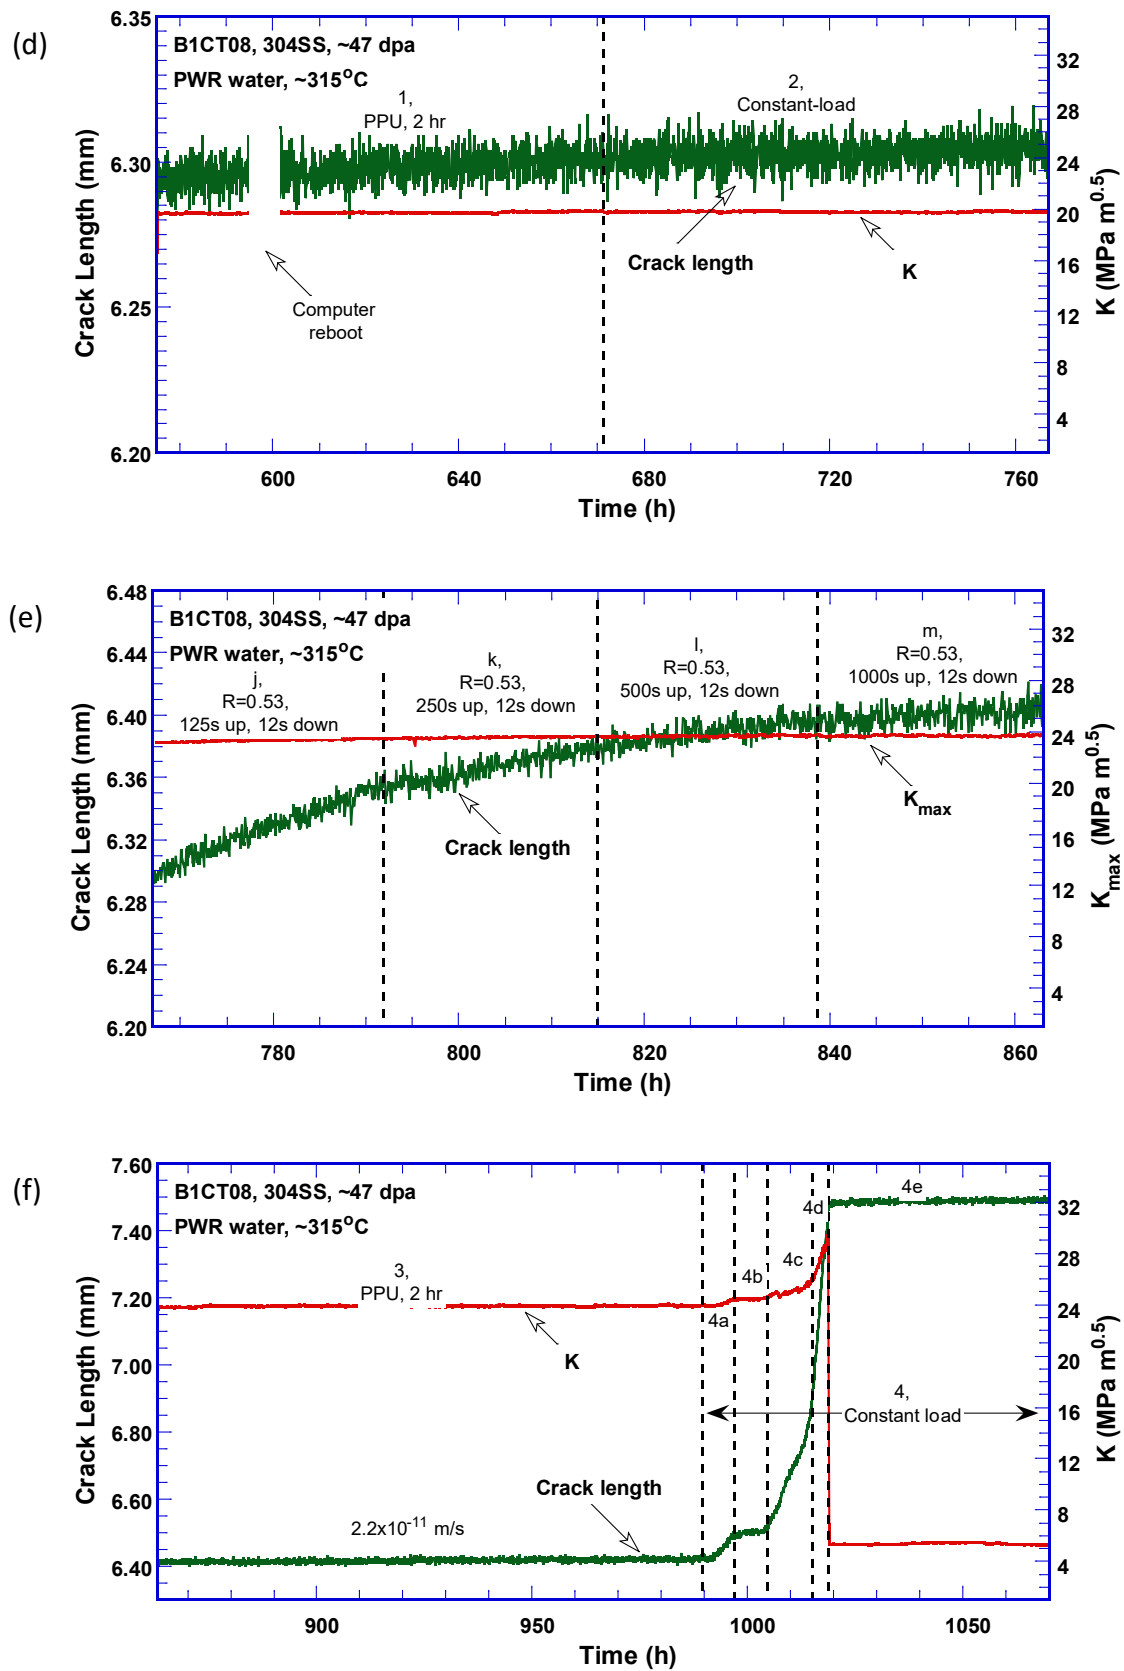 (d)
6.35
6.30
6.25
6.20
Crack Length (mm)
B1CT08, 304SS, ~47 dpa
PWR water, ~315°C
1,
PPU, 2 hr
2,
Constant-load
Crack length
K
Computer
reboot
32
28
24
20
16
12
8
4
K (MPa m^0.5)
600
640
680
720
760
Time (h)
(e)
6.48
6.44
6.40
6.36
6.32
6.28
6.24
6.20
Crack Length (mm)
B1CT08, 304SS, ~47 dpa
PWR water, ~315°C
j,
R=0.53,
125s up, 12s down
k,
R=0.53,
250s up, 12s down
l,
R=0.53,
500s up, 12s down
m,
R=0.53,
1000s up, 12s down
Kmax
Crack length
32
28
24
20
16
12
8
4
Kmax (MPa m^0.5)
780
800
820
840
860
Time (h)
(f)
7.60
7.40
7.20
7.00
6.80
6.60
6.40
Crack Length (mm)
B1CT08, 304SS, ~47 dpa
PWR water, ~315°C
3,
PPU, 2 hr
K
4a
4b
4c
4d
4e
4,
Constant load
Crack length
2.2x10^-11 m/s
32
28
24
20
16
12
8
4
K (MPa m^0.5)
900
950
1000
1050
Time (h)